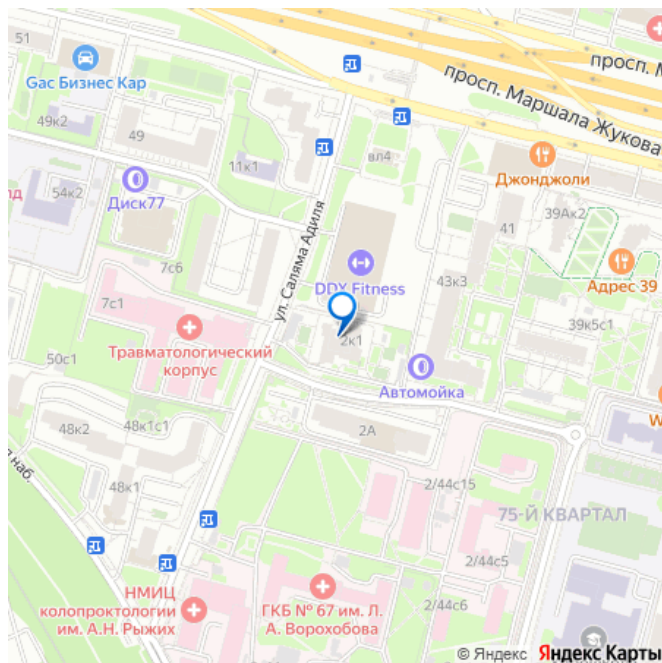 51
Gac Бизнес Кар
просп. М
просп. Маршала Жукова
49к2
49
11к1
вл4
Джонджоли
54к2
Диск77
ул. Саляма Адиля
41
39Ак2
7с6
DDX Fitness
43к3
Адрес 39
7с1
Травматологический
корпус
2к1
39к5с1
50с1
Автомойка
48к2
48к1с1
2А
W
наб.
48к1
2/44с15
75-Й КВАРТАЛ
2/44с5
НМИЦ
колопроктологии
им. А.Н. Рыжих
ГКБ № 67 им. Л.
А. Ворохобова
2/44с6
© Яндекс Яндекс Карты